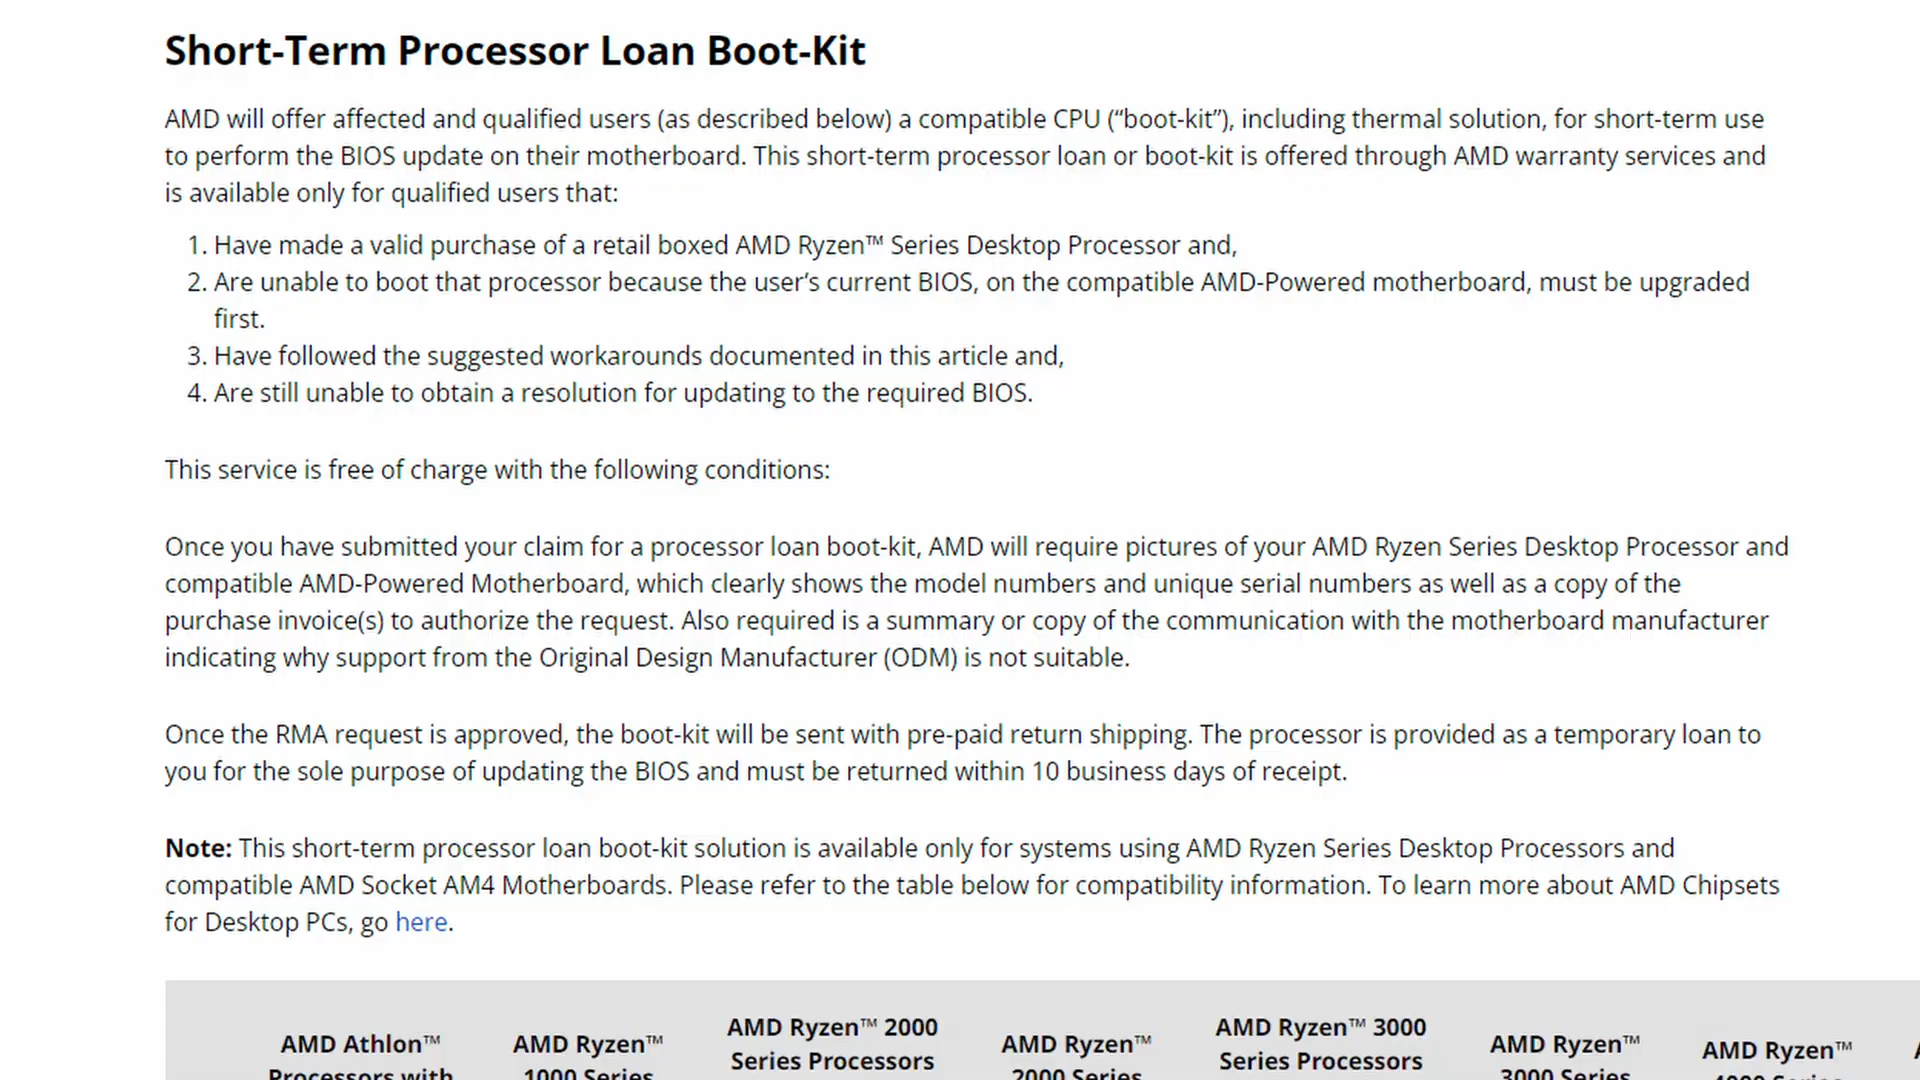 Short-Term Processor Loan Boot-Kit
AMD will offer affected and qualified users (as described below) a compatible CPU (“boot-kit”), including thermal solution, for short-term use
to perform the BIOS update on their motherboard. This short-term processor loan or boot-kit is offered through AMD warranty services and
is available only for qualified users that:
1. Have made a valid purchase of a retail boxed AMD Ryzen™ Series Desktop Processor and,
2. Are unable to boot that processor because the user’s current BIOS, on the compatible AMD-Powered motherboard, must be upgraded
first.
3. Have followed the suggested workarounds documented in this article and,
4. Are still unable to obtain a resolution for updating to the required BIOS.
This service is free of charge with the following conditions:
Once you have submitted your claim for a processor loan boot-kit, AMD will require pictures of your AMD Ryzen Series Desktop Processor and
compatible AMD-Powered Motherboard, which clearly shows the model numbers and unique serial numbers as well as a copy of the
purchase invoice(s) to authorize the request. Also required is a summary or copy of the communication with the motherboard manufacturer
indicating why support from the Original Design Manufacturer (ODM) is not suitable.
Once the RMA request is approved, the boot-kit will be sent with pre-paid return shipping. The processor is provided as a temporary loan to
you for the sole purpose of updating the BIOS and must be returned within 10 business days of receipt.
Note: This short-term processor loan boot-kit solution is available only for systems using AMD Ryzen Series Desktop Processors and
compatible AMD Socket AM4 Motherboards. Please refer to the table below for compatibility information. To learn more about AMD Chipsets
for Desktop PCs, go here.
AMD Ryzen™ 2000 AMD Ryzen™ 3000
AMD Athlon™ AMD Ryzen™ Series Processors AMD Ryzen™ Series Processors AMD Ryzen™ AMD Ryzen™
Processors with 1000 Series 2000 Series 3000 Series 4000 Series